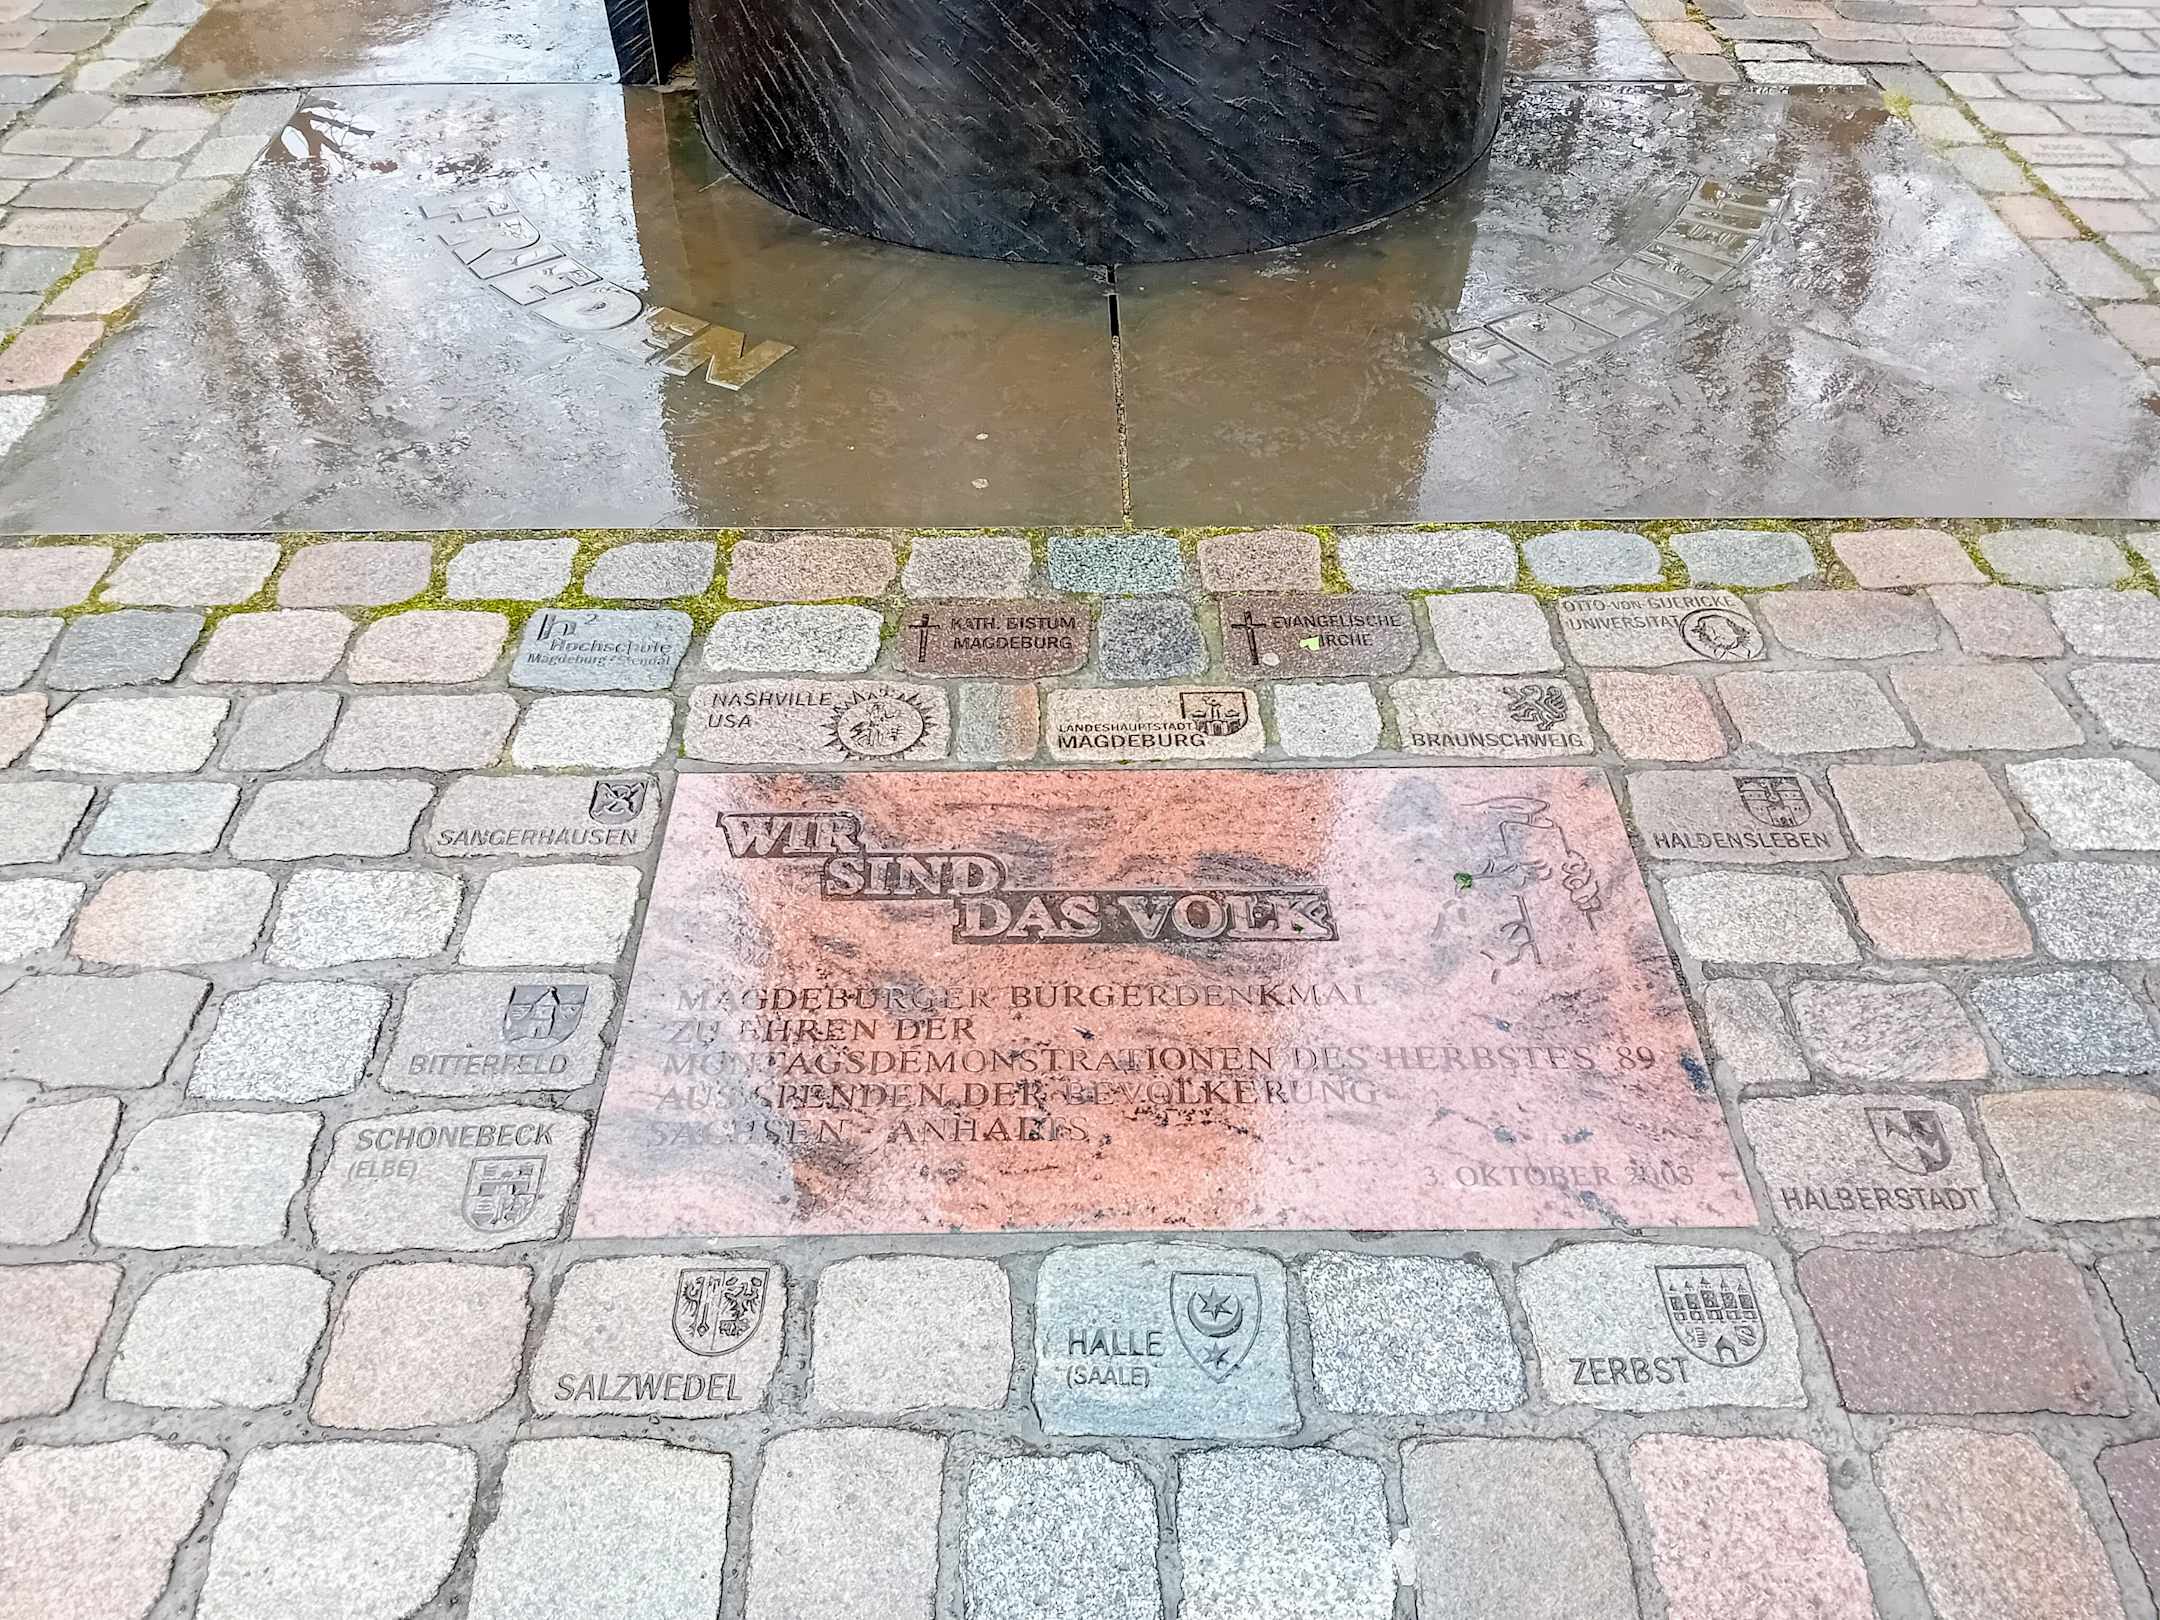 FRIEDEN
FREIHEIT
h2
Hochschule
Magdeburg · Stendal
KATH. BISTUM
MAGDEBURG
EVANGELISCHE
KIRCHE
OTTO-VON-GUERICKE
UNIVERSITÄT
NASHVILLE
USA
LANDESHAUPTSTADT
MAGDEBURG
BRAUNSCHWEIG
SANGERHAUSEN
HALDENSLEBEN
WIR
SIND
DAS VOLK
MAGDEBURGER BÜRGERDENKMAL
ZU EHREN DER
MONTAGSDEMONSTRATIONEN DES HERBSTES '89
AUS SPENDEN DER BEVÖLKERUNG
SACHSEN - ANHALTS
3. OKTOBER 2003
BITTERFELD
SCHÖNEBECK
(ELBE)
HALBERSTADT
SALZWEDEL
HALLE
(SAALE)
ZERBST